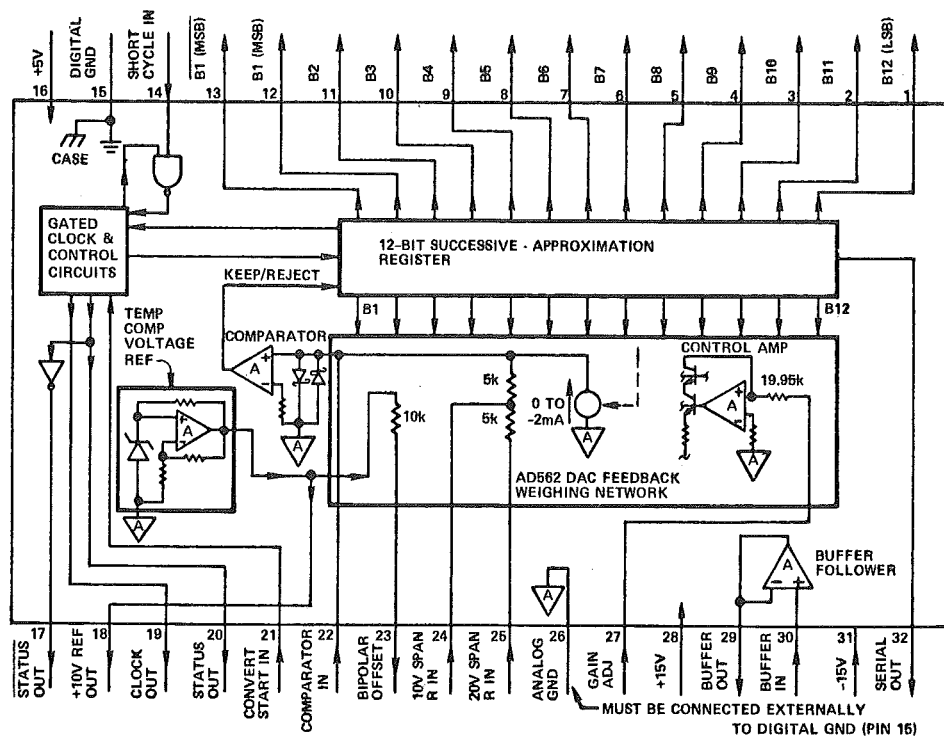 +5V
DIGITAL
GND
SHORT
CYCLE IN
B1 (MSB)
B1 (MSB)
B2
B3
B4
B5
B6
B7
B8
B9
B10
B11
B12 (LSB)
16
15
14
13
12
11
10
9
8
7
6
5
4
3
2
1
CASE
GATED
CLOCK &
CONTROL
CIRCUITS
12-BIT SUCCESSIVE - APPROXIMATION
REGISTER
KEEP/REJECT
B1
B12
TEMP
COMP
VOLTAGE
REF
COMPARATOR
CONTROL AMP
A
+
-
5k
19.95k
10k
5k
0 TO
-2mA
A
+
-
A
+
-
A
A
A
AD562 DAC FEEDBACK
WEIGHING NETWORK
A
A
A
-
+
BUFFER
FOLLOWER
17
18
19
20
21
22
23
24
25
26
27
28
29
30
31
32
STATUS
OUT
+10V REF
OUT
CLOCK
OUT
STATUS
OUT
CONVERT
START IN
COMPARATOR
IN
BIPOLAR
OFFSET
10V SPAN
R IN
20V SPAN
R IN
ANALOG
GND
GAIN
ADJ
+15V
BUFFER
OUT
BUFFER
IN
-15V
SERIAL
OUT
MUST BE CONNECTED EXTERNALLY
TO DIGITAL GND (PIN 15)